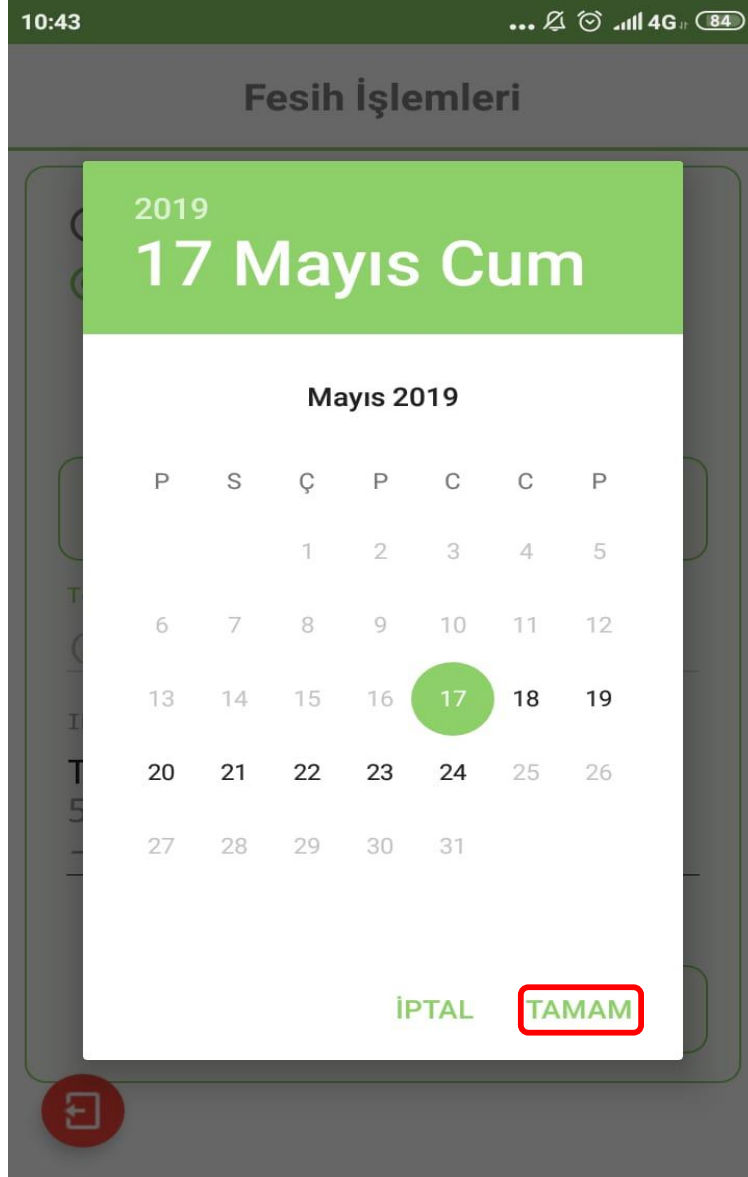 10:43 ... 4G 84
Fesih İşlemleri
2019
17 Mayıs Cum
Mayıs 2019
P S Ç P C C P
1 2 3 4 5
6 7 8 9 10 11 12
13 14 15 16 17 18 19
20 21 22 23 24 25 26
27 28 29 30 31
İPTAL TAMAM